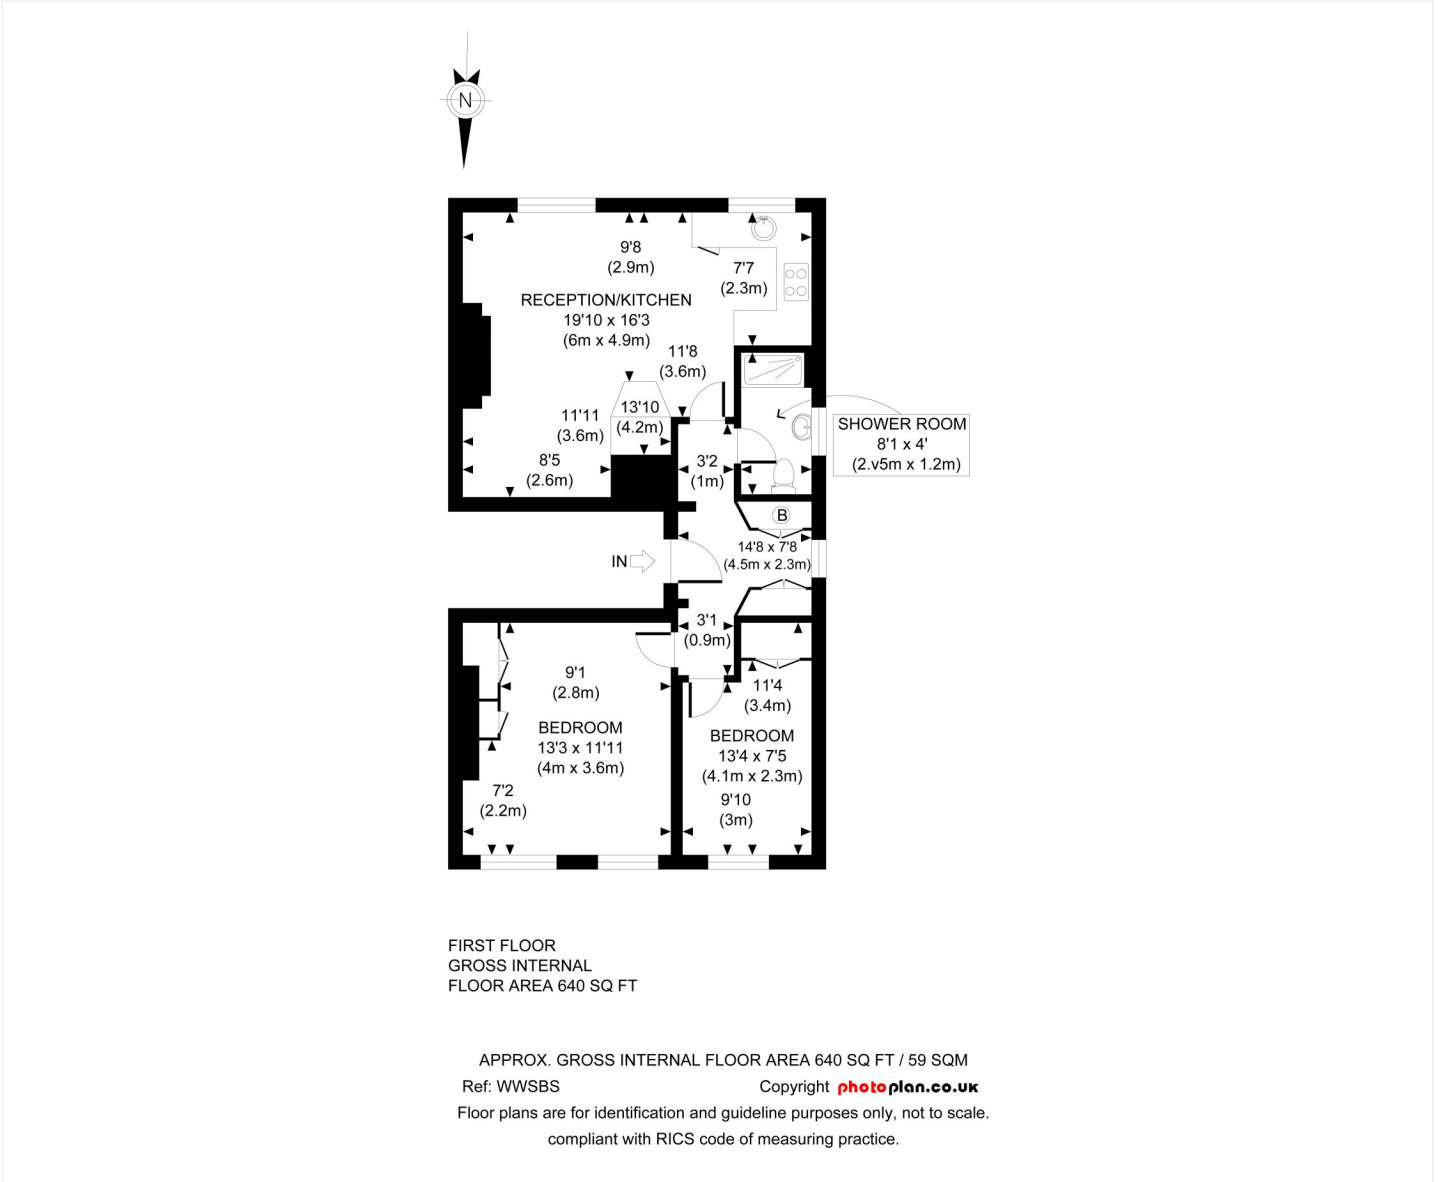 N
9'8
(2.9m)
7'7
(2.3m)
RECEPTION/KITCHEN
19'10 x 16'3
(6m x 4.9m)
11'8
(3.6m)
11'11
(3.6m)
13'10
(4.2m)
8'5
(2.6m)
3'2
(1m)
SHOWER ROOM
8'1 x 4'
(2.v5m x 1.2m)
B
IN
14'8 x 7'8
(4.5m x 2.3m)
3'1
(0.9m)
9'1
(2.8m)
BEDROOM
13'3 x 11'11
(4m x 3.6m)
7'2
(2.2m)
11'4
(3.4m)
BEDROOM
13'4 x 7'5
(4.1m x 2.3m)
9'10
(3m)
FIRST FLOOR
GROSS INTERNAL
FLOOR AREA 640 SQ FT
APPROX. GROSS INTERNAL FLOOR AREA 640 SQ FT / 59 SQM
Ref: WWSBS
Copyright photoplan.co.uk
Floor plans are for identification and guideline purposes only, not to scale.
compliant with RICS code of measuring practice.